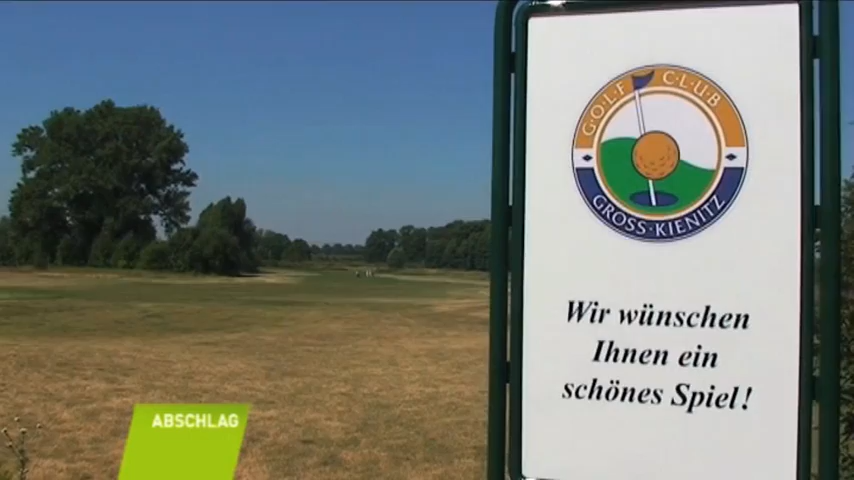 GOLF CLUB
GROSS-KIENITZ
Wir wünschen
Ihnen ein
schönes Spiel!
ABSCHLAG